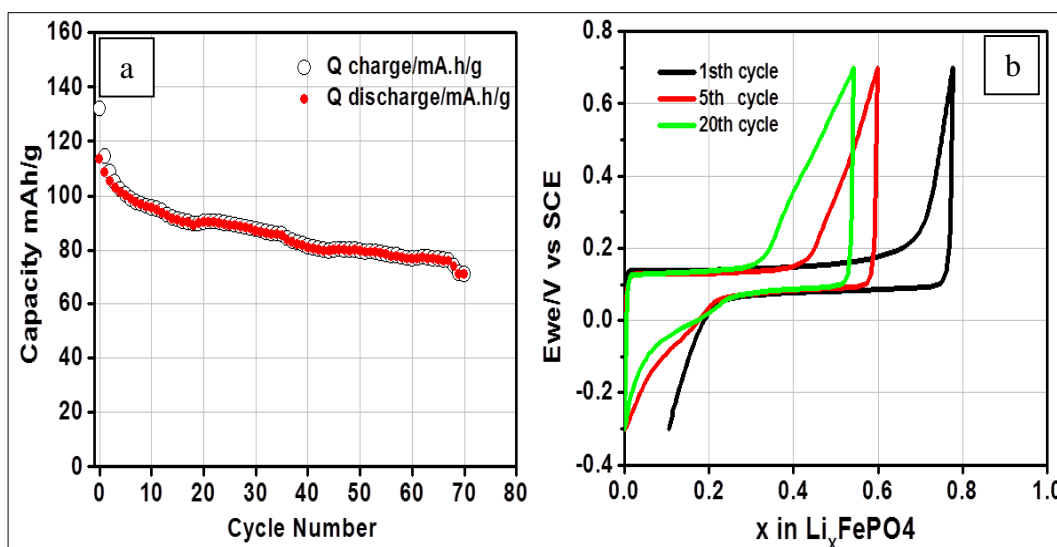 a
Q charge/mA.h/g
Q discharge/mA.h/g
Capacity mAh/g
160
140
120
100
80
60
40
20
0
0 10 20 30 40 50 60 70 80
Cycle Number
b
1sth cycle
5th cycle
20th cycle
Ewe/V vs SCE
0.8
0.6
0.4
0.2
0.0
-0.2
-0.4
0.0 0.2 0.4 0.6 0.8 1.0
x in LixFePO4